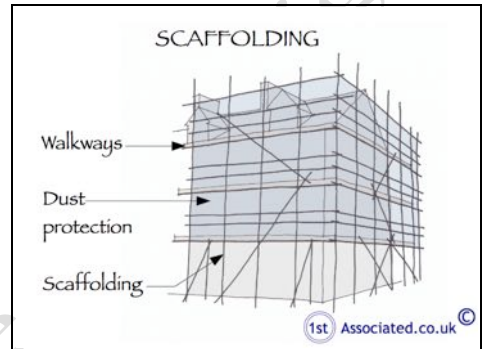 SCAFFOLDING
Walkways
Dust
protection
Scaffolding
1st Associated.co.uk ©